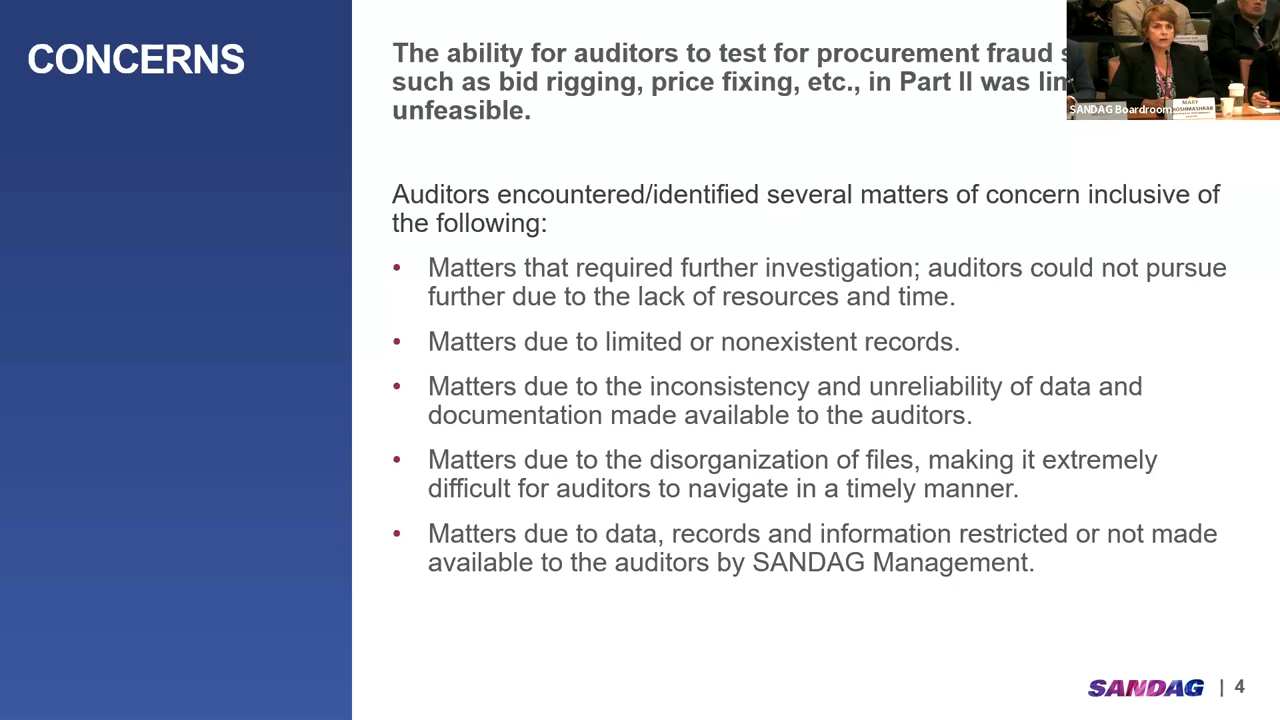 CONCERNS
The ability for auditors to test for procurement fraud
such as bid rigging, price fixing, etc., in Part II was
unfeasible.
SANDAG Boardroom
MARY
Auditors encountered/identified several matters of concern inclusive of
the following:
• Matters that required further investigation; auditors could not pursue
further due to the lack of resources and time.
• Matters due to limited or nonexistent records.
• Matters due to the inconsistency and unreliability of data and
documentation made available to the auditors.
• Matters due to the disorganization of files, making it extremely
difficult for auditors to navigate in a timely manner.
• Matters due to data, records and information restricted or not made
available to the auditors by SANDAG Management.
SANDAG | 4